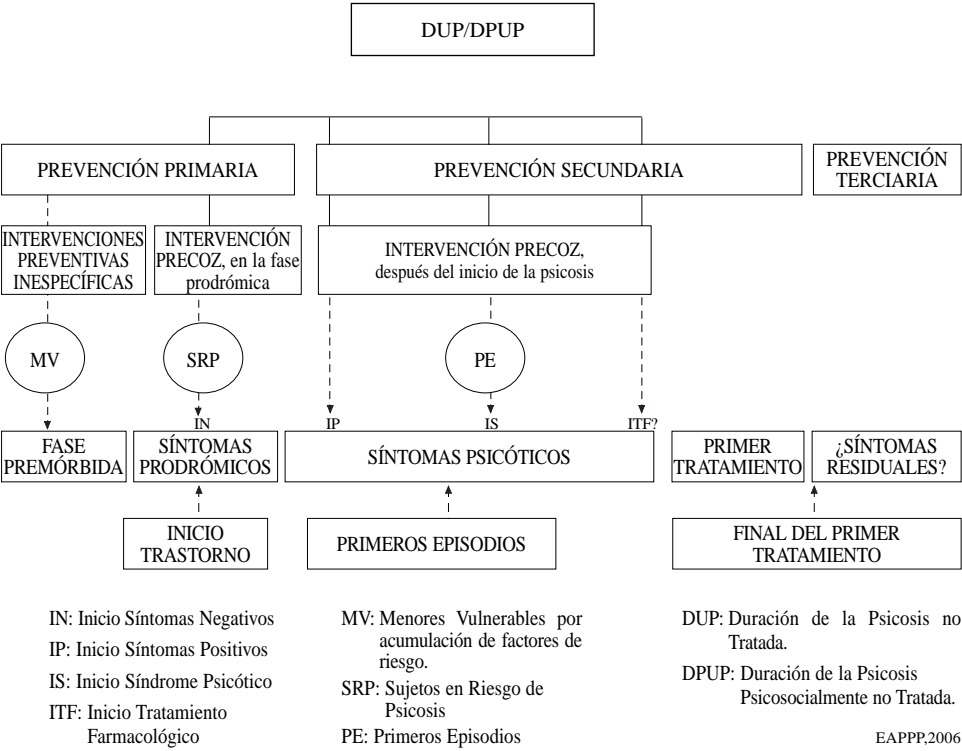 DUP/DPUP
PREVENCIÓN PRIMARIA
PREVENCIÓN SECUNDARIA
PREVENCIÓN
TERCIARIA
INTERVENCIONES
PREVENTIVAS
INESPECÍFICAS
INTERVENCIÓN
PRECOZ, en la fase
prodrómica
INTERVENCIÓN PRECOZ,
después del inicio de la psicosis
MV
SRP
PE
IN
IP
IS
ITF?
FASE
PREMÓRBIDA
SÍNTOMAS
PRODRÓMICOS
SÍNTOMAS PSICÓTICOS
PRIMER
TRATAMIENTO
¿SÍNTOMAS
RESIDUALES?
INICIO
TRASTORNO
PRIMEROS EPISODIOS
FINAL DEL PRIMER
TRATAMIENTO
IN: Inicio Síntomas Negativos
IP: Inicio Síntomas Positivos
IS: Inicio Síndrome Psicótico
ITF: Inicio Tratamiento
Farmacológico
MV: Menores Vulnerables por
acumulación de factores de
riesgo.
SRP: Sujetos en Riesgo de
Psicosis
PE: Primeros Episodios
DUP: Duración de la Psicosis no
Tratada.
DPUP: Duración de la Psicosis
Psicosocialmente no Tratada.
EAPPP,2006